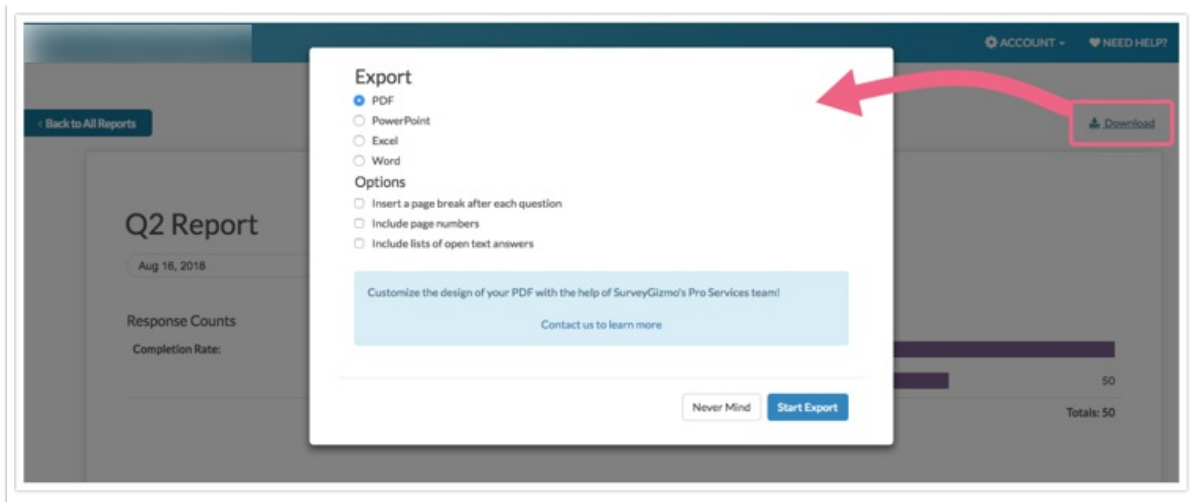 ACCOUNT
NEED HELP?
Export
PDF
PowerPoint
Excel
Word
Options
Insert a page break after each question
Include page numbers
Include lists of open text answers
Customize the design of your PDF with the help of SurveyGizmo's Pro Services team!
Contact us to learn more
Never Mind
Start Export
‹ Back to All Reports
Download
Q2 Report
Aug 16, 2018
Response Counts
Completion Rate:
50
Totals: 50